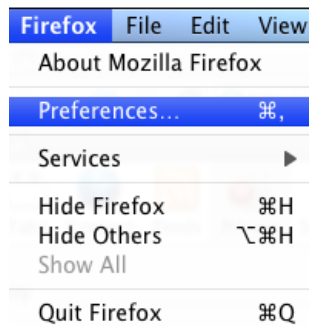 Firefox File Edit View
About Mozilla Firefox
Preferences... ⌘,
Services ▶
Hide Firefox ⌘H
Hide Others ⌥⌘H
Show All
Quit Firefox ⌘Q